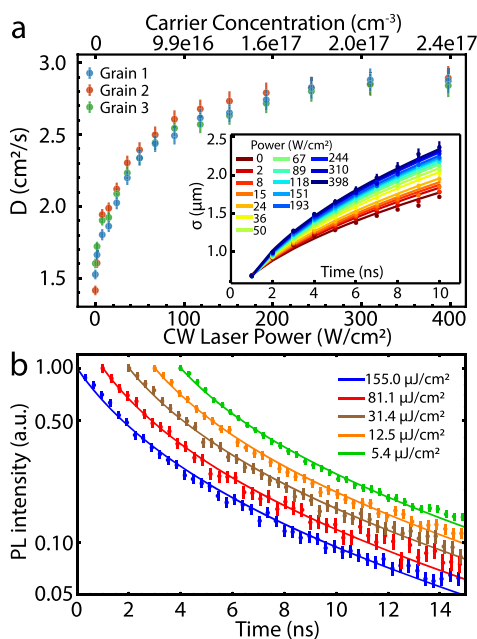 a
Carrier Concentration (cm⁻³)
0 9.9e16 1.6e17 2.0e17 2.4e17
3.0
2.5
2.0
1.5
D (cm²/s)
Grain 1
Grain 2
Grain 3
Power (W/cm²)
0 67 244
2 89 310
8 118 398
15 151
24 193
36
50
2.0
1.5
1.0
σ (μm)
Time (ns)
0 2 4 6 8 10
0 100 200 300 400
CW Laser Power (W/cm²)
b
1.00
0.50
0.10
0.05
PL intensity (a.u.)
155.0 μJ/cm²
81.1 μJ/cm²
31.4 μJ/cm²
12.5 μJ/cm²
5.4 μJ/cm²
0 2 4 6 8 10 12 14
Time (ns)